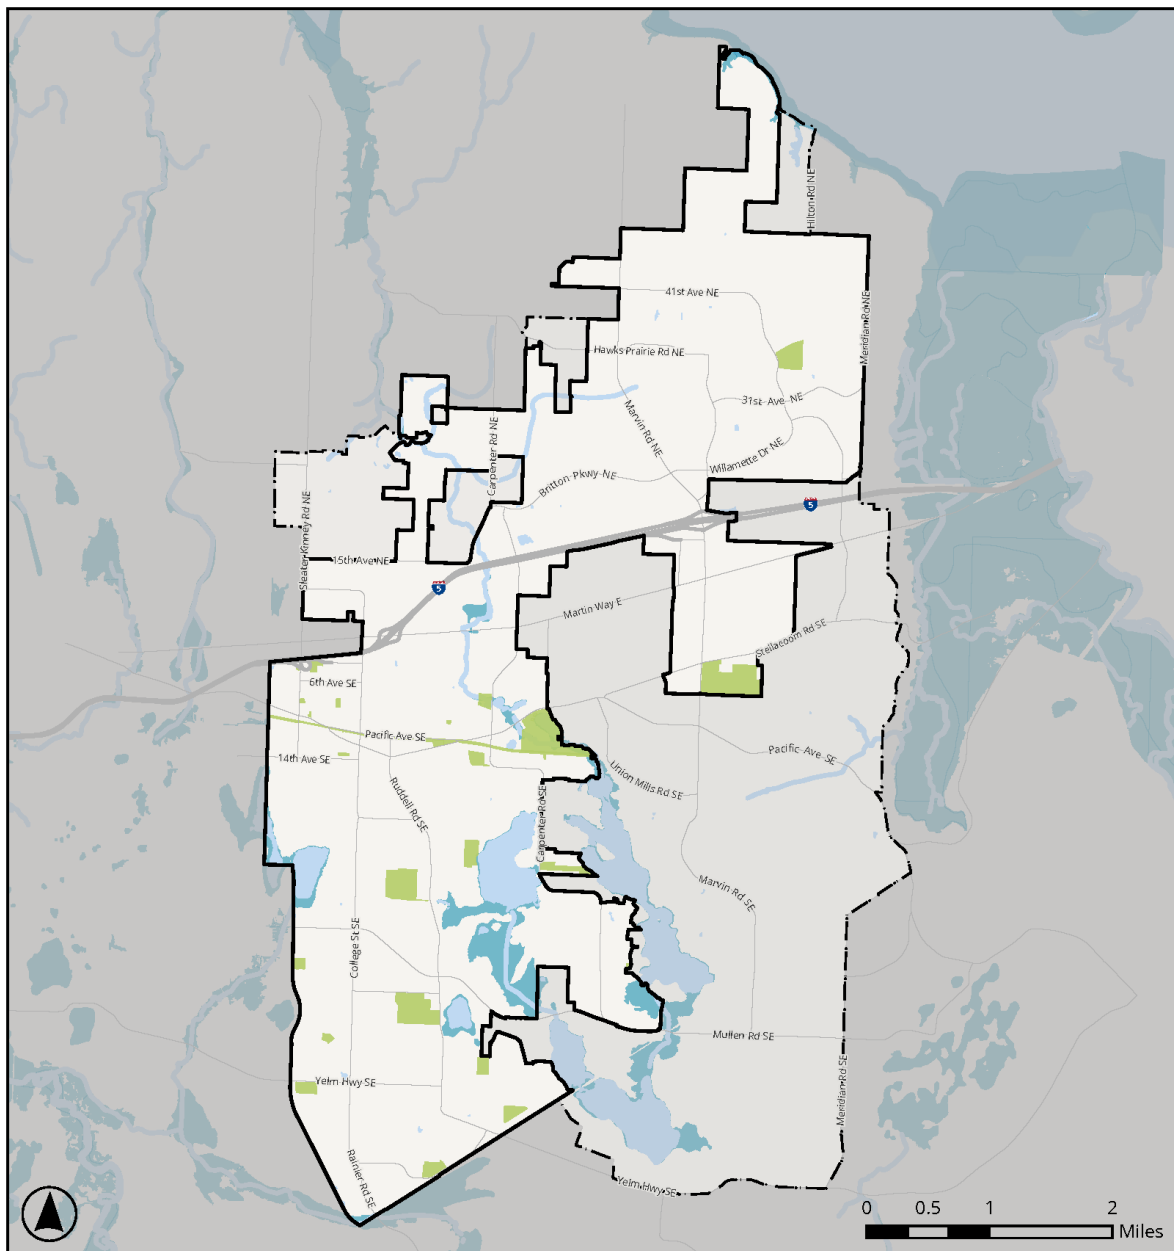 Hilton Rd NE
41st Ave NE
Meridian Rd NE
Hawks Prairie Rd NE
31st Ave NE
Marvin Rd NE
Carpenter Rd NE
Willamette Dr NE
Britton Pkwy NE
5
Sleater Kinney Rd NE
15th Ave NE
5
Martin Way E
Steilacoom Rd SE
6th Ave SE
Pacific Ave SE
Pacific Ave SE
14th Ave SE
Union Mills Rd SE
Ruddell Rd SE
Carpenter Rd SE
Marvin Rd SE
College St SE
Mullen Rd SE
Yelm Hwy SE
Meridian Rd SE
Rainier Rd SE
Yelm Hwy SE
0 0.5 1 2
Miles